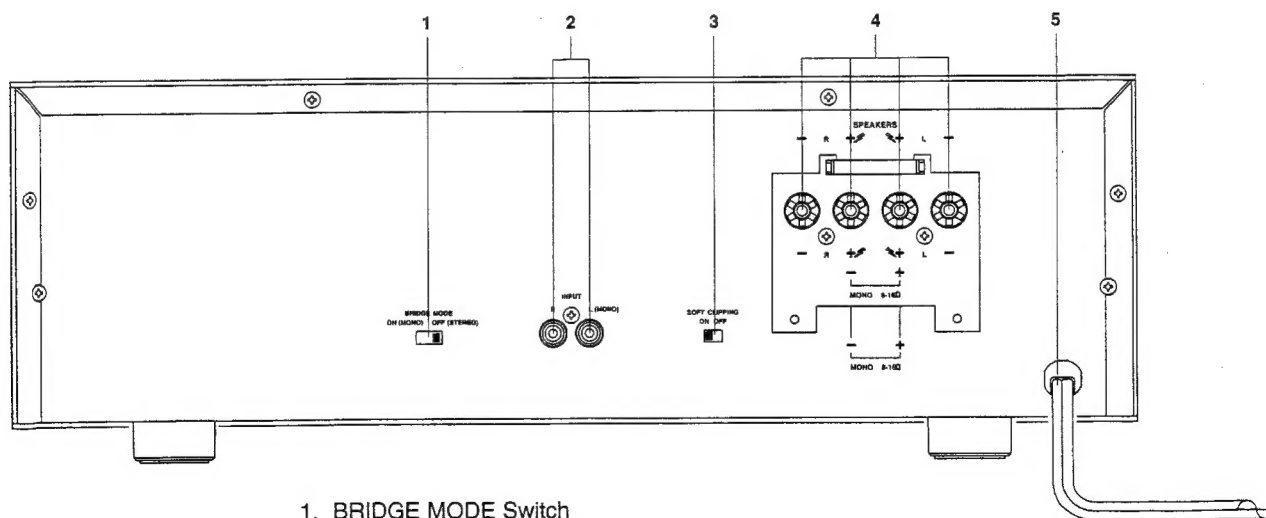 1 2 3 4 5
SPEAKERS
− R + + L −
− R + + L −
− +
MONO 8-16Ω
INPUT
R L (MONO)
BRIDGE MODE
ON (MONO) OFF (STEREO)
SOFT CLIPPING
ON OFF
− +
MONO 8-16Ω
1. BRIDGE MODE Switch